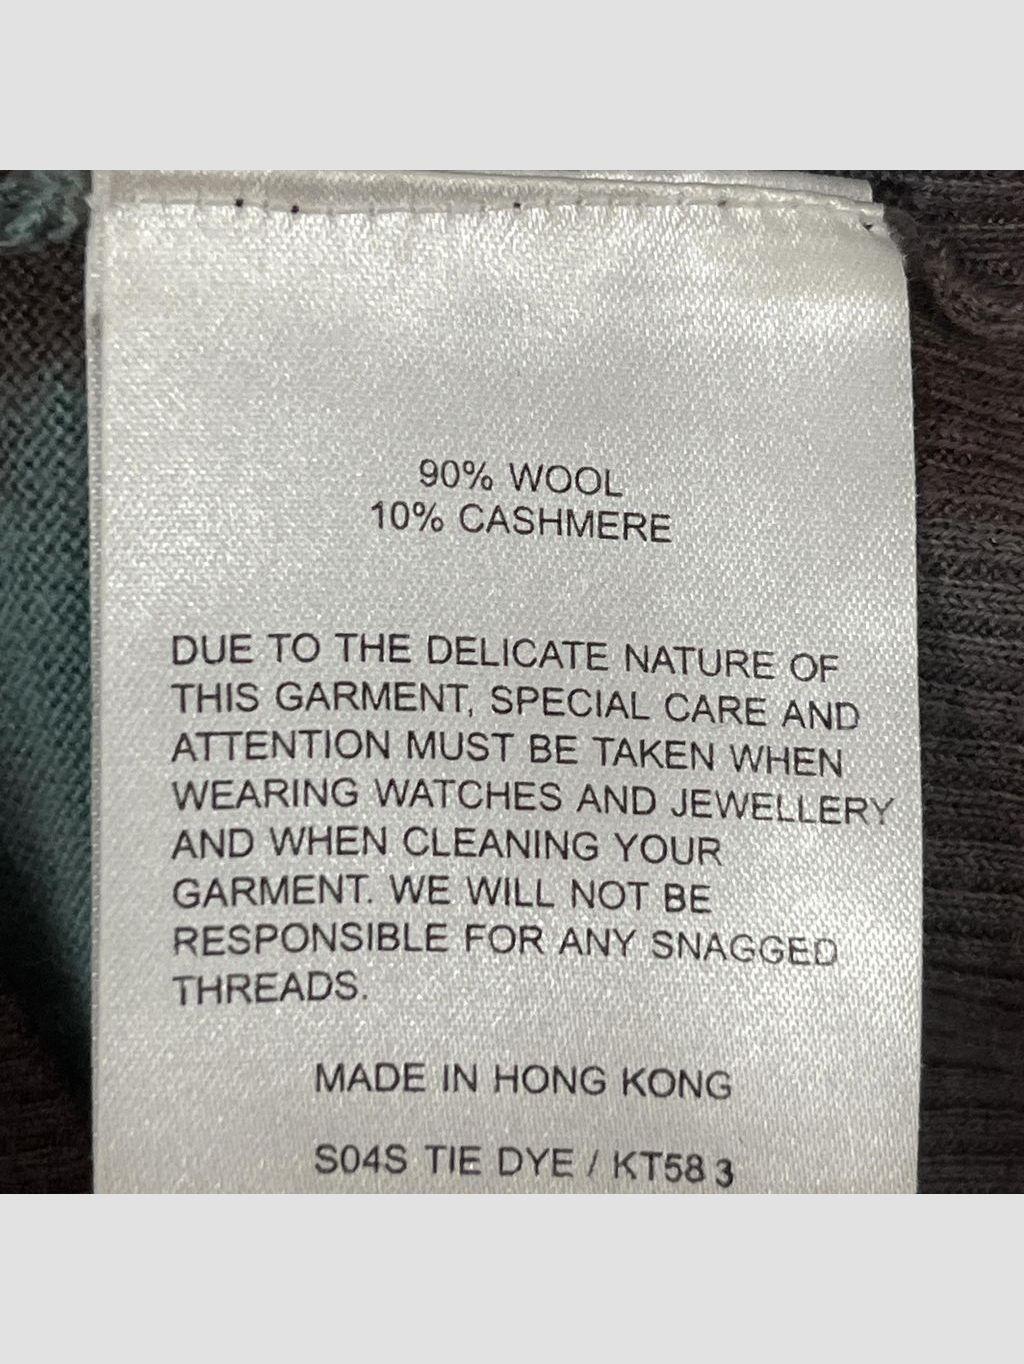 90% WOOL
10% CASHMERE
DUE TO THE DELICATE NATURE OF
THIS GARMENT, SPECIAL CARE AND
ATTENTION MUST BE TAKEN WHEN
WEARING WATCHES AND JEWELLERY
AND WHEN CLEANING YOUR
GARMENT. WE WILL NOT BE
RESPONSIBLE FOR ANY SNAGGED
THREADS.
MADE IN HONG KONG
S04S TIE DYE / KT58 3